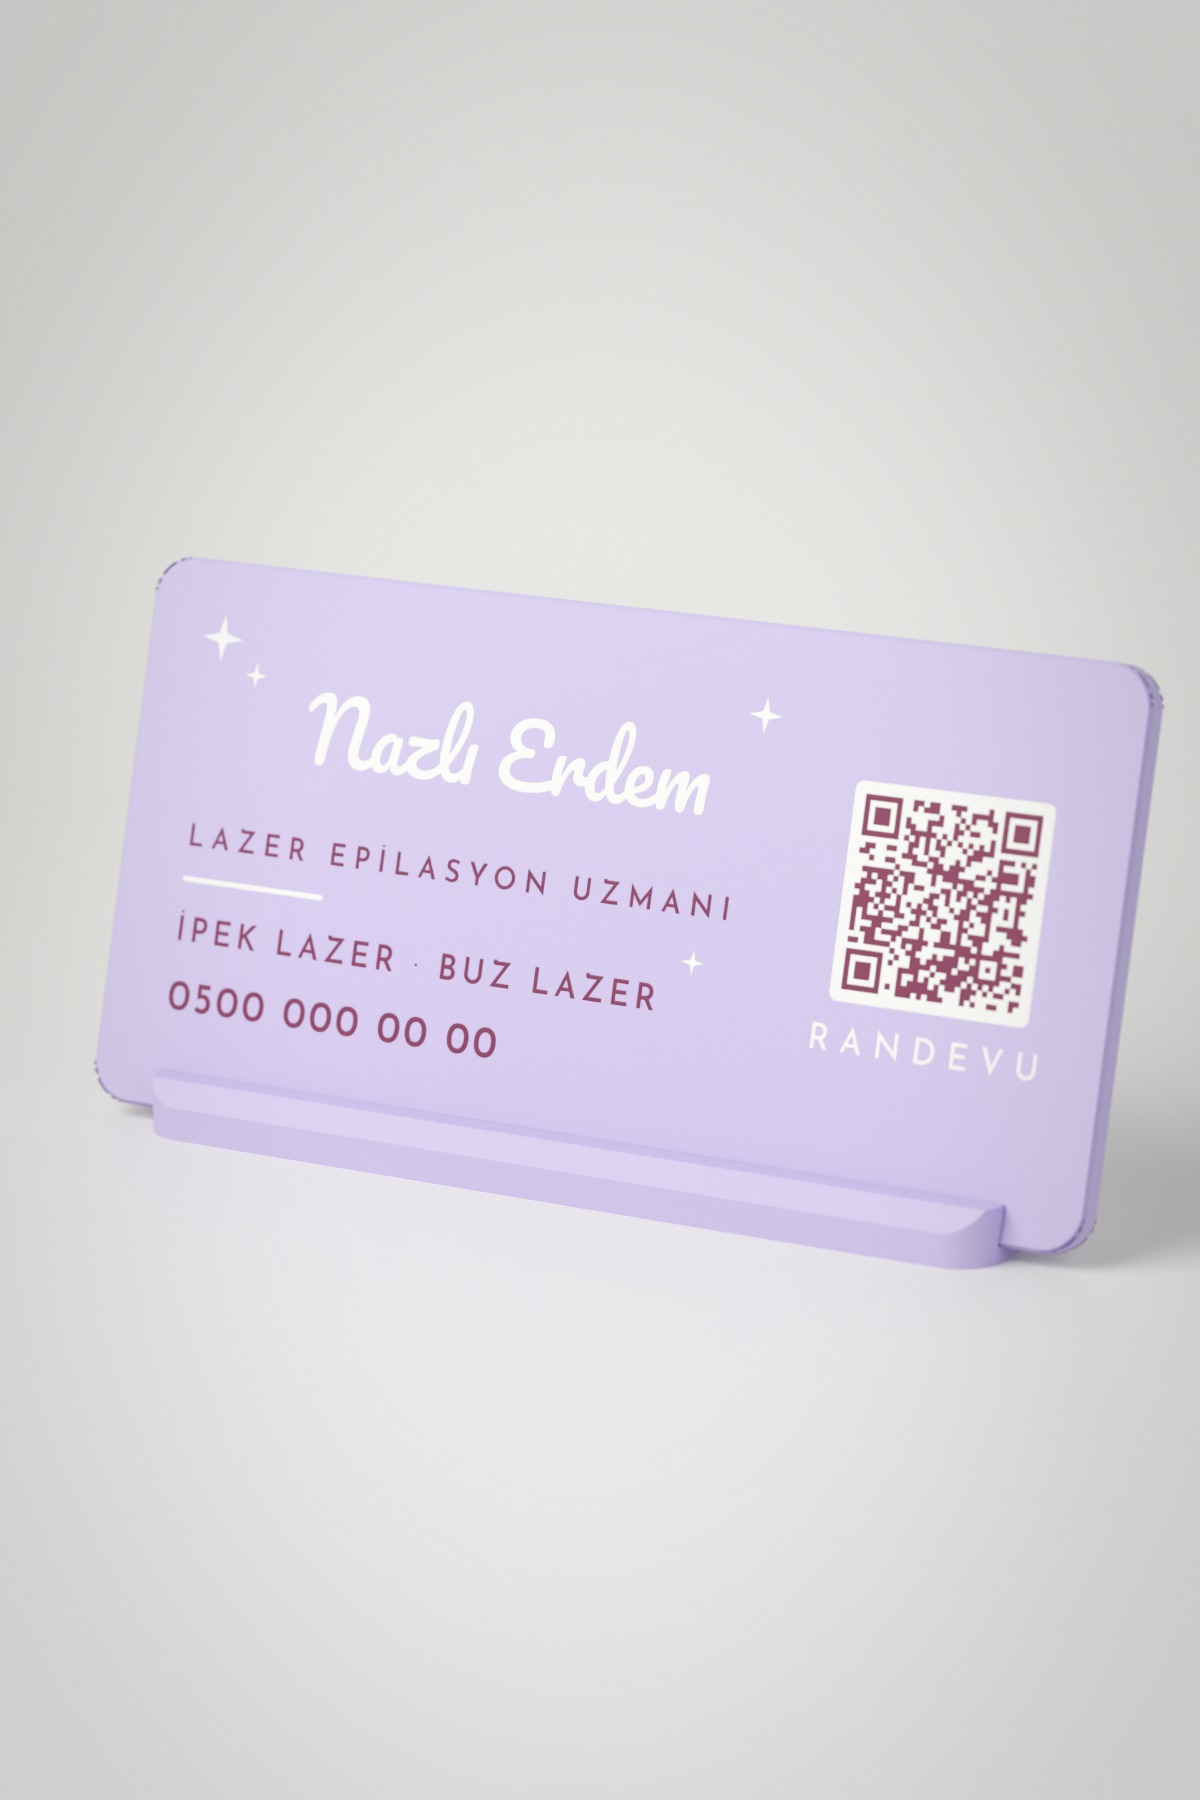 Nazlı Erdem
LAZER EPİLASYON UZMANI
İPEK LAZER · BUZ LAZER
0500 000 00 00
RANDEVU